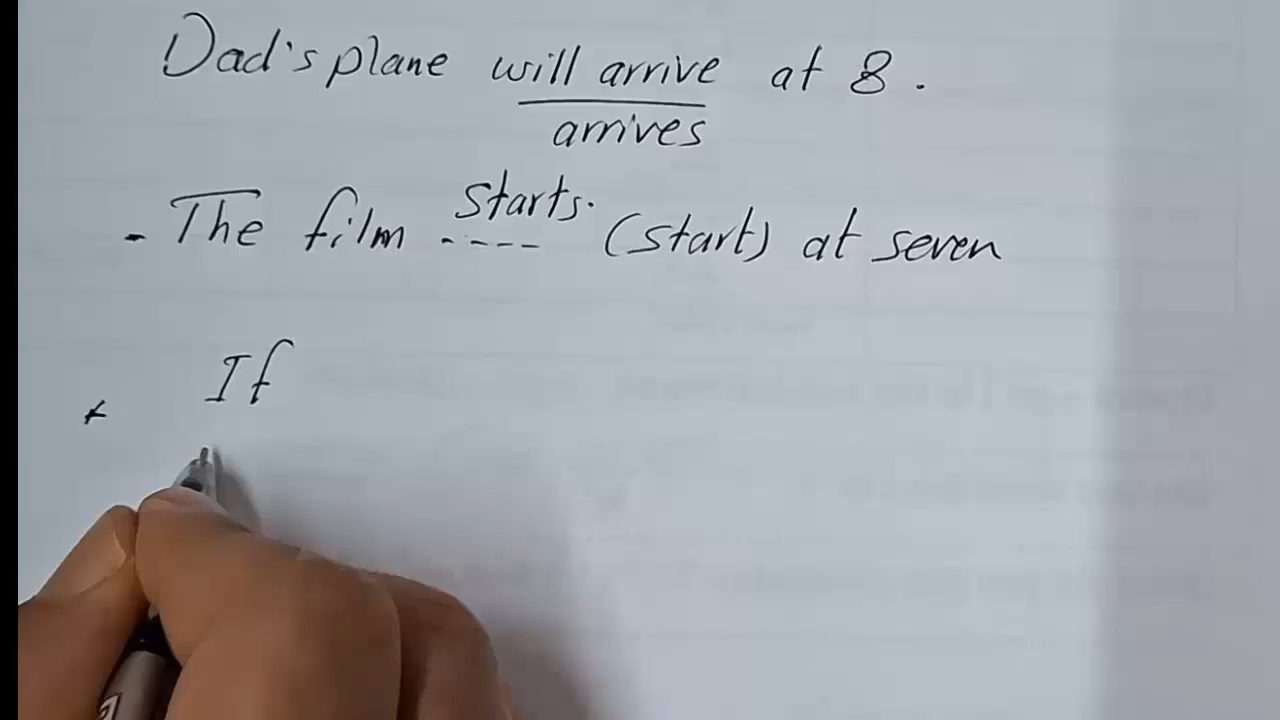 Dad's plane will arrive at 8.
arrives
starts.
- The film ---- (start) at seven
* If